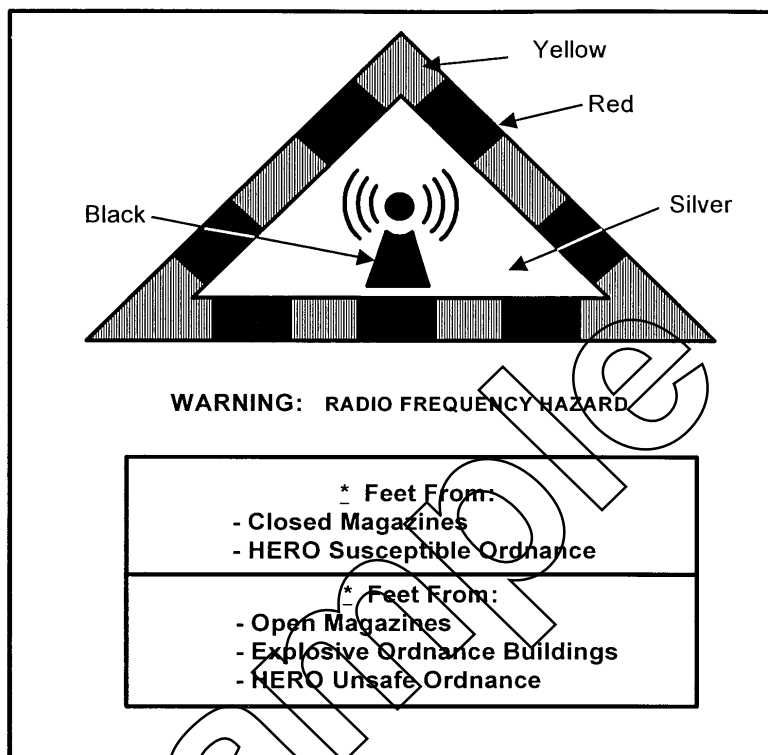 Yellow
Red
Black
Silver
WARNING: RADIO FREQUENCY HAZARD
* Feet From:
- Closed Magazines
- HERO Susceptible Ordnance
* Feet From:
- Open Magazines
- Explosive Ordnance Buildings
- HERO Unsafe Ordnance
ample